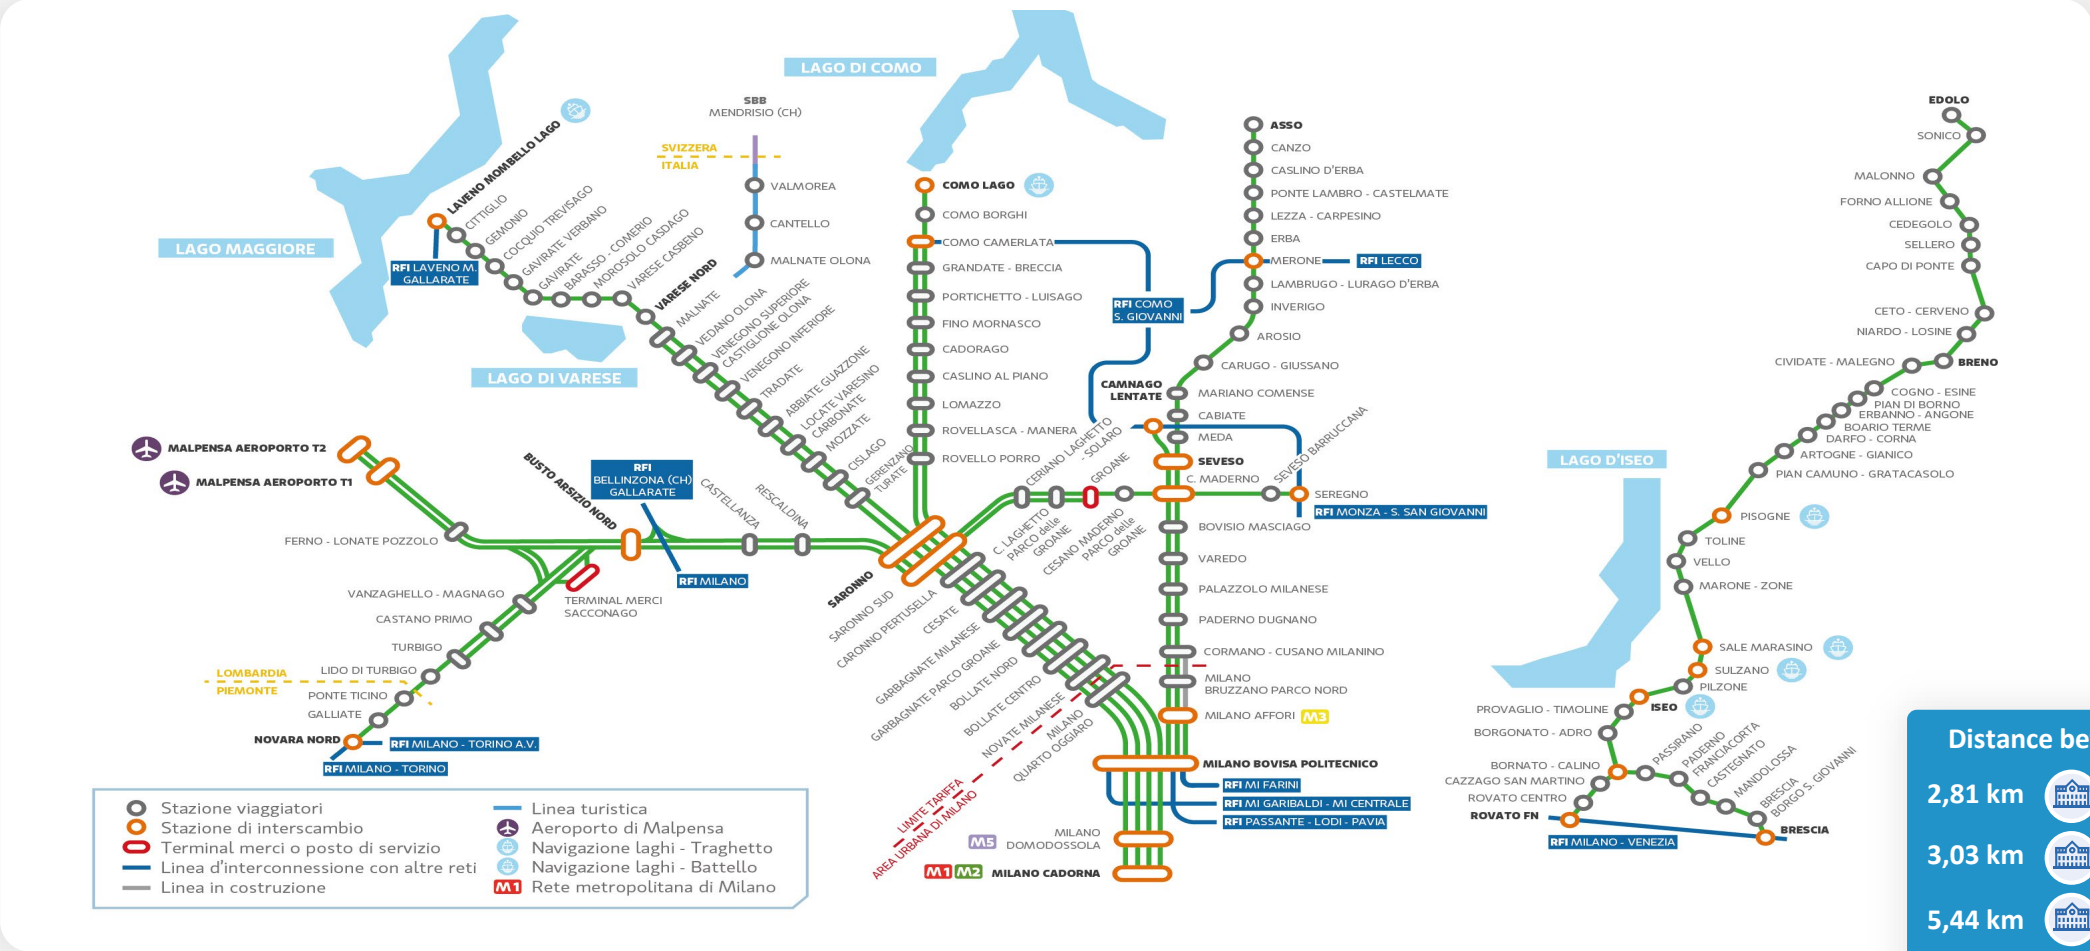 LAGO DI COMO
LAGO MAGGIORE
LAGO DI VARESE
LAGO D'ISEO
SBB
MENDRISIO (CH)
SVIZZERA
ITALIA
VALMOREA
CANTELLO
MALNATE OLONA
LAVENO MOMBELLO LAGO
CITTIGLIO
GEMONIO
COCQUIO TREVISAGO
GAVIRATE VERBANO
GAVIRATE
BARASSO - COMERIO
MOROSOLO CASDAGO
VARESE CASBENO
VARESE NORD
MALNATE
VEDANO OLONA
VENEGONO SUPERIORE
CASTIGLIONE OLONA
VENEGONO INFERIORE
TRADATE
ABBIATE GUAZZONE
LOCATE VARESINO
CARBONATE
MOZZATE
CISLAGO
GERENZANO
TURATE
RFI LAVENO M.
GALLARATE
COMO LAGO
COMO BORGHI
COMO CAMERLATA
GRANDATE - BRECCIA
PORTICHETTO - LUISAGO
FINO MORNASCO
CADORAGO
CASLINO AL PIANO
LOMAZZO
ROVELLASCA - MANERA
ROVELLO PORRO
RFI COMO
S. GIOVANNI
ASSO
CANZO
CASLINO D'ERBA
PONTE LAMBRO - CASTELMATE
LEZZA - CARPESINO
ERBA
MERONE
RFI LECCO
LAMBRUGO - LURAGO D'ERBA
INVERIGO
AROSIO
CARUGO - GIUSSANO
MARIANO COMENSE
CABIATE
MEDA
CAMNAGO
LENTATE
SEVESO
C. MADERNO
SEVESO BARRUCCANA
SEREGNO
RFI MONZA - S. SAN GIOVANNI
BOVISIO MASCIAGO
VAREDO
PALAZZOLO MILANESE
PADERNO DUGNANO
CORMANO - CUSANO MILANINO
MILANO
BRUZZANO PARCO NORD
MILANO AFFORI M3
MILANO BOVISA POLITECNICO
RFI MI FARINI
RFI MI GARIBALDI - MI CENTRALE
RFI PASSANTE - LODI - PAVIA
MILANO
DOMODOSSOLA
M5
M1 M2 MILANO CADORNA
CERIANO LAGHETTO
- SOLARO
GROANE
C. LAGHETTO
PARCO delle
GROANE
CESANO MADERNO
PARCO delle
GROANE
MALPENSA AEROPORTO T2
MALPENSA AEROPORTO T1
FERNO - LONATE POZZOLO
BUSTO ARSIZIO NORD
RFI
BELLINZONA (CH)
GALLARATE
RFI MILANO
CASTELLANZA
RESCALDINA
SARONNO
SARONNO SUD
CARONNO PERTUSELLA
CESATE
GARBAGNATE MILANESE
GARBAGNATE PARCO GROANE
BOLLATE NORD
BOLLATE CENTRO
NOVATE MILANESE
MILANO
QUARTO OGGIARO
LIMITE TARIFFA
AREA URBANA DI MILANO
TERMINAL MERCI
SACCONAGO
VANZAGHELLO - MAGNAGO
CASTANO PRIMO
TURBIGO
LIDO DI TURBIGO
LOMBARDIA
PIEMONTE
PONTE TICINO
GALLIATE
NOVARA NORD
RFI MILANO - TORINO A.V.
RFI MILANO - TORINO
EDOLO
SONICO
MALONNO
FORNO ALLIONE
CEDEGOLO
SELLERO
CAPO DI PONTE
CETO - CERVENO
NIARDO - LOSINE
BRENO
CIVIDATE - MALEGNO
COGNO - ESINE
PIAN DI BORNO
ERBANNO - ANGONE
BOARIO TERME
DARFO - CORNA
ARTOGNE - GIANICO
PIAN CAMUNO - GRATACASOLO
PISOGNE
TOLINE
VELLO
MARONE - ZONE
SALE MARASINO
SULZANO
PILZONE
ISEO
PROVAGLIO - TIMOLINE
BORGONATO - ADRO
BORNATO - CALINO
CAZZAGO SAN MARTINO
ROVATO CENTRO
ROVATO FN
PASSIRANO
PADERNO
FRANCIACORTA
CASTEGNATO
MANDOLOSSA
BRESCIA
BORGO S. GIOVANNI
BRESCIA
RFI MILANO - VENEZIA
Stazione viaggiatori
Stazione di interscambio
Terminal merci o posto di servizio
Linea d'interconnessione con altre reti
Linea in costruzione
Linea turistica
Aeroporto di Malpensa
Navigazione laghi - Traghetto
Navigazione laghi - Battello
M1 Rete metropolitana di Milano
Distance be
2,81 km
3,03 km
5,44 km